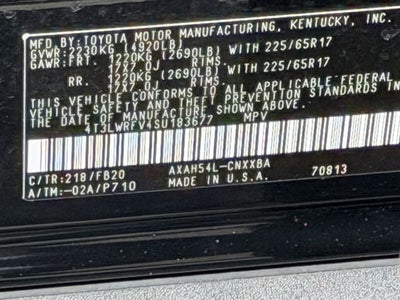 MFD.BY:TOYOTA MOTOR MANUFACTURING, KENTUCKY, INC.
GVWR:2230KG (4920LB)
GAWR:FRT. 1220KG (2690LB) WITH 225/65R17
17X7.0J RIMS,
RR. 1220KG (2690LB) WITH 225/65R17
17X7.0J RIMS,
THIS VEHICLE CONFORMS TO ALL APPLICABLE FEDERAL
VEHICLE SAFETY AND BUMPER STANDARDS IN
THE DATE OF MANUFACTURE SHOWN ABOVE.
4T3LWRFV4SU183677 MPV
C/TR:218/FB20 AXAH54L-CNXXBA
A/TM:-02A/P710 MADE IN U.S.A. 70813